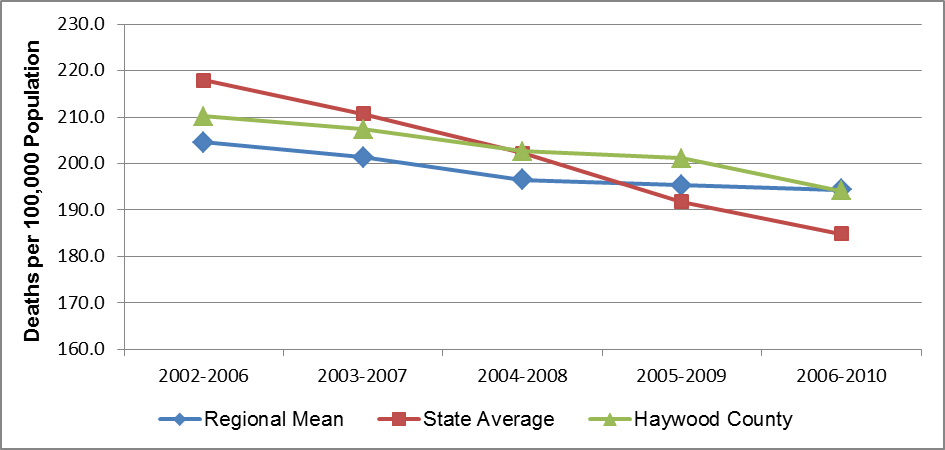 230.0
220.0
210.0
200.0
190.0
180.0
170.0
160.0
Deaths per 100,000 Population
2002-2006 2003-2007 2004-2008 2005-2009 2006-2010
Regional Mean State Average Haywood County